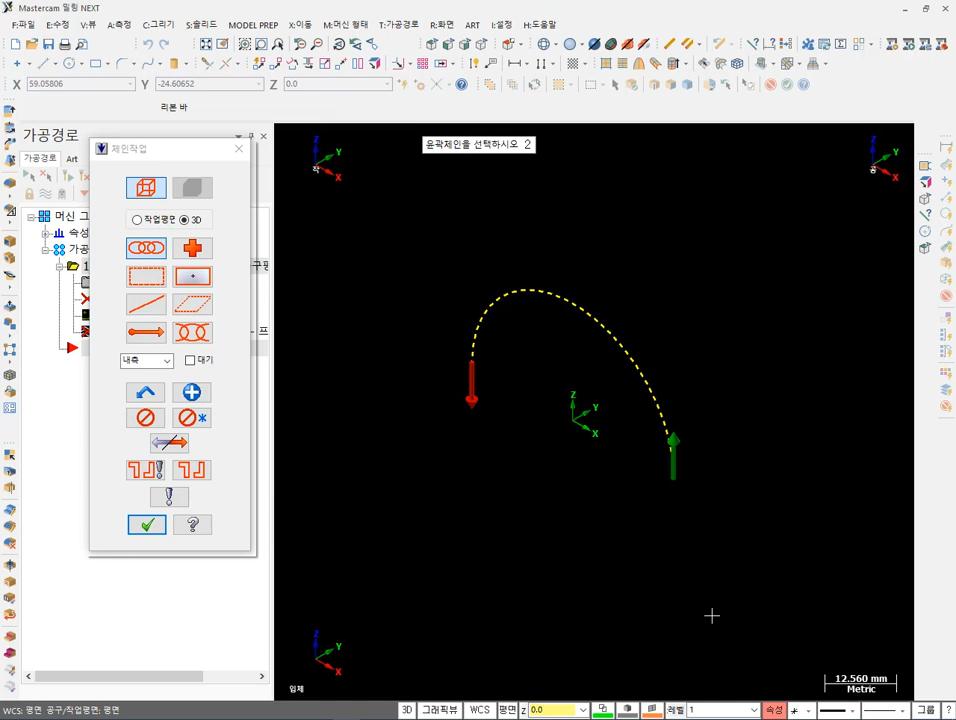 Mastercam 밀링 NEXT
F:파일 E:수정 V:뷰 A:측정 C:그리기 S:솔리드 MODEL PREP X:이동 M:머신 형태 T:가공경로 R:화면 ART I:설정 H:도움말
X 59.05806 Y -24.60652 Z 0.0
리본 바
가공경로
체인작업
윤곽체인을 선택하시오 2
가공경로 Art
작업평면 3D
머신 그
속성
가공
1
구멍
- 프
내측 대기
Z Y X
Z Y X
Z Y X
Z Y X
입체
12.560 mm
Metric
WCS: 평면 공구/작업평면: 평면 3D 그래픽뷰 WCS 평면 Z 0.0 레벨 1 속성 그룹 ?